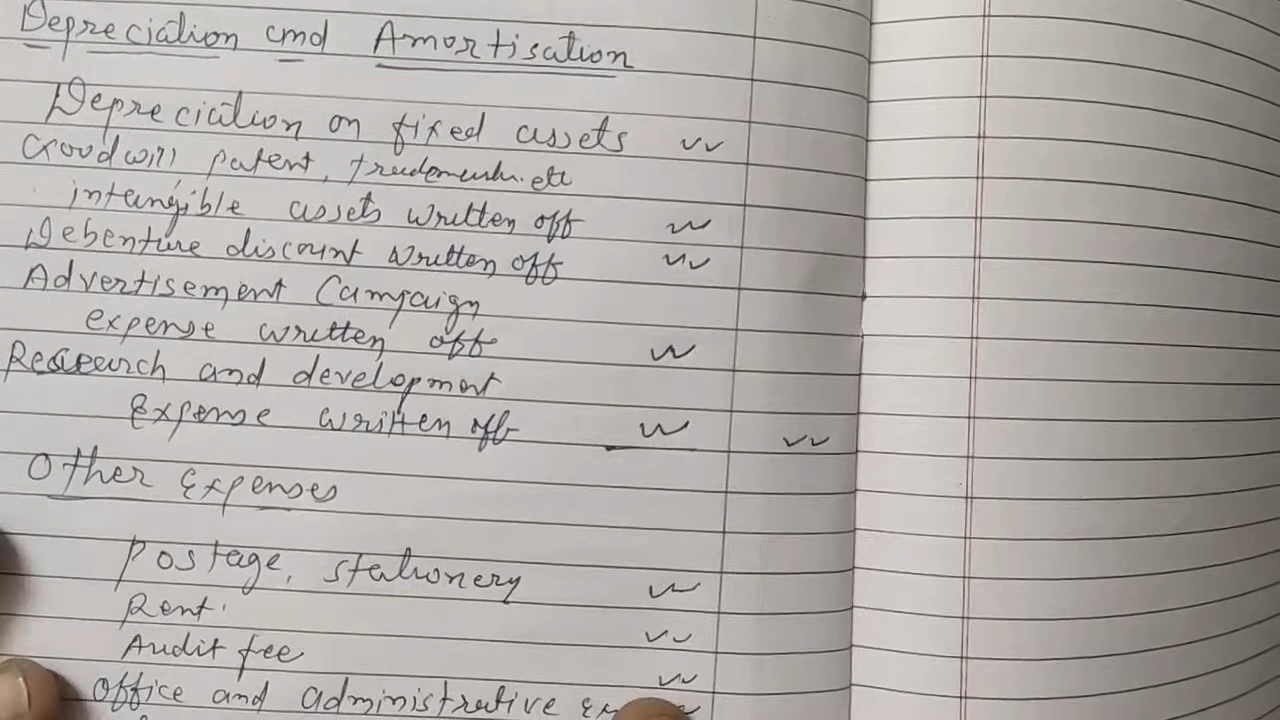 Depreciation and Amortisation
Depreciation on fixed assets
Goodwill patent, trademark. etc
intangible assets written off
Debenture discount written off
Advertisement Campaign
expense written off
Research and development
Expense written off
Other Expenses
Postage, stationery
Rent
Audit fee
Office and administrative